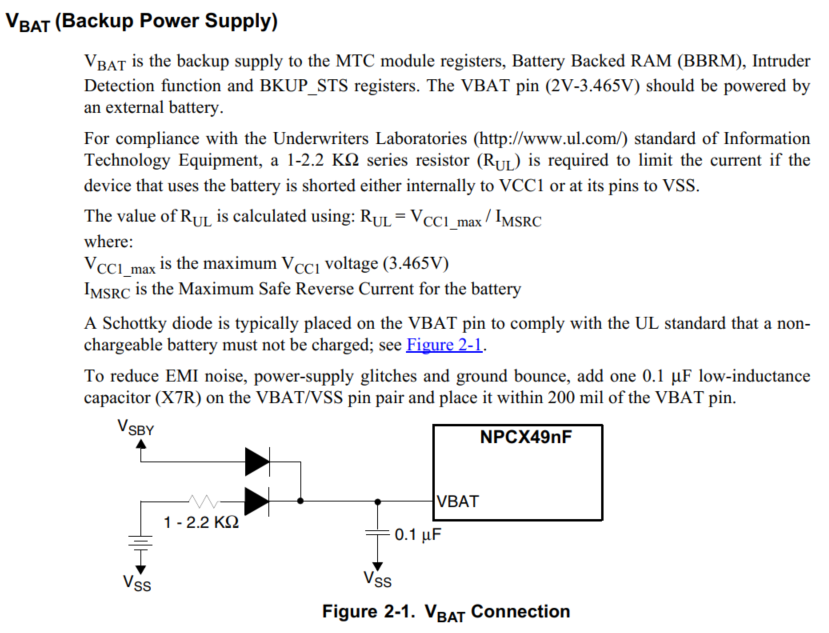 VBAT (Backup Power Supply)
VBAT is the backup supply to the MTC module registers, Battery Backed RAM (BBRM), Intruder
Detection function and BKUP_STS registers. The VBAT pin (2V-3.465V) should be powered by
an external battery.
For compliance with the Underwriters Laboratories (http://www.ul.com/) standard of Information
Technology Equipment, a 1-2.2 KΩ series resistor (RUL) is required to limit the current if the
device that uses the battery is shorted either internally to VCC1 or at its pins to VSS.
The value of RUL is calculated using: RUL = VCC1_max / IMSRC
where:
VCC1_max is the maximum VCC1 voltage (3.465V)
IMSRC is the Maximum Safe Reverse Current for the battery
A Schottky diode is typically placed on the VBAT pin to comply with the UL standard that a non-
chargeable battery must not be charged; see Figure 2-1.
To reduce EMI noise, power-supply glitches and ground bounce, add one 0.1 μF low-inductance
capacitor (X7R) on the VBAT/VSS pin pair and place it within 200 mil of the VBAT pin.
VSBY
NPCX49nF
VBAT
1 - 2.2 KΩ
0.1 μF
VSS
VSS
Figure 2-1. VBAT Connection